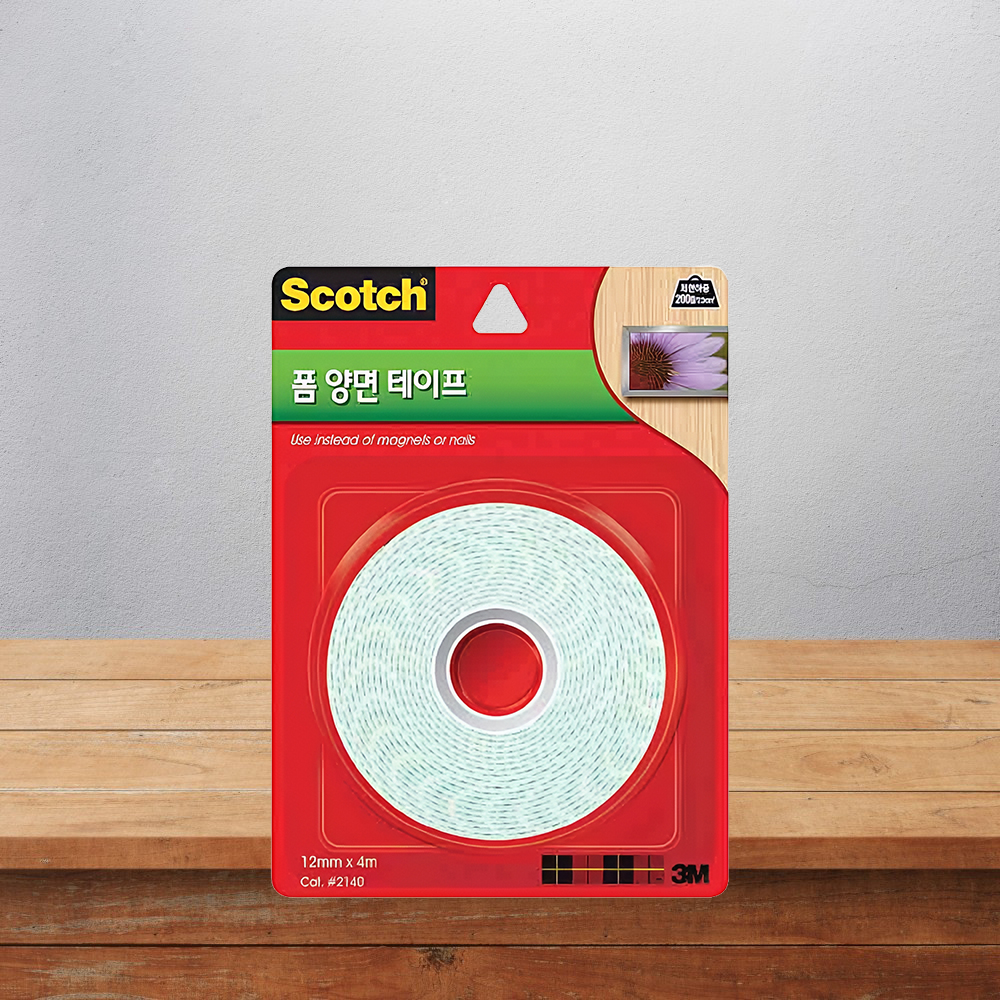 Scotch®
폼 양면 테이프
Use instead of magnets or nails
12mm x 4m
Cat. #2140
3M